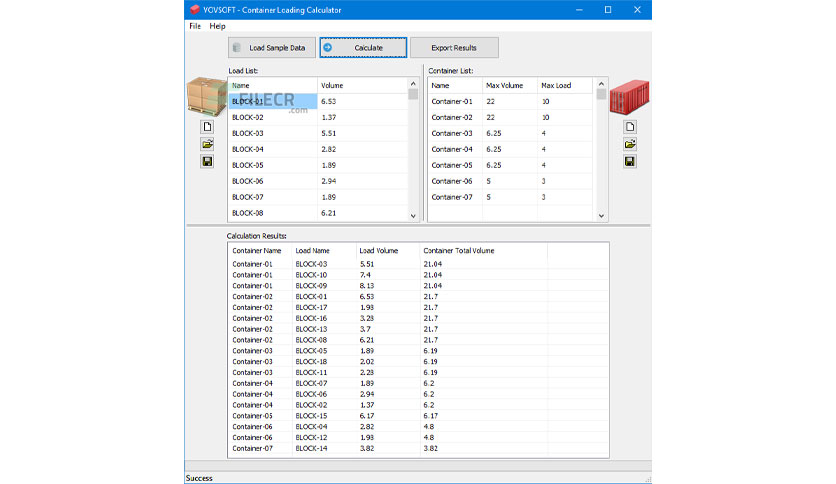 VOVSOFT - Container Loading Calculator
File Help
Load Sample Data Calculate Export Results
Load List: Container List:
Name Volume Name Max Volume Max Load
BLOCK-01 6.53 Container-01 22 10
FILECR
.com
BLOCK-02 1.37 Container-02 22 10
BLOCK-03 5.51 Container-03 6.25 4
BLOCK-04 2.82 Container-04 6.25 4
BLOCK-05 1.89 Container-05 6.25 4
BLOCK-06 2.94 Container-06 5 3
BLOCK-07 1.89 Container-07 5 3
BLOCK-08 6.21
Calculation Results:
Container Name Load Name Load Volume Container Total Volume
Container-01 BLOCK-03 5.51 21.04
Container-01 BLOCK-10 7.4 21.04
Container-01 BLOCK-09 8.13 21.04
Container-02 BLOCK-01 6.53 21.7
Container-02 BLOCK-17 1.98 21.7
Container-02 BLOCK-16 3.28 21.7
Container-02 BLOCK-13 3.7 21.7
Container-02 BLOCK-08 6.21 21.7
Container-03 BLOCK-05 1.89 6.19
Container-03 BLOCK-18 2.02 6.19
Container-03 BLOCK-11 2.28 6.19
Container-04 BLOCK-07 1.89 6.2
Container-04 BLOCK-06 2.94 6.2
Container-04 BLOCK-02 1.37 6.2
Container-05 BLOCK-15 6.17 6.17
Container-06 BLOCK-04 2.82 4.8
Container-06 BLOCK-12 1.98 4.8
Container-07 BLOCK-14 3.82 3.82
Success